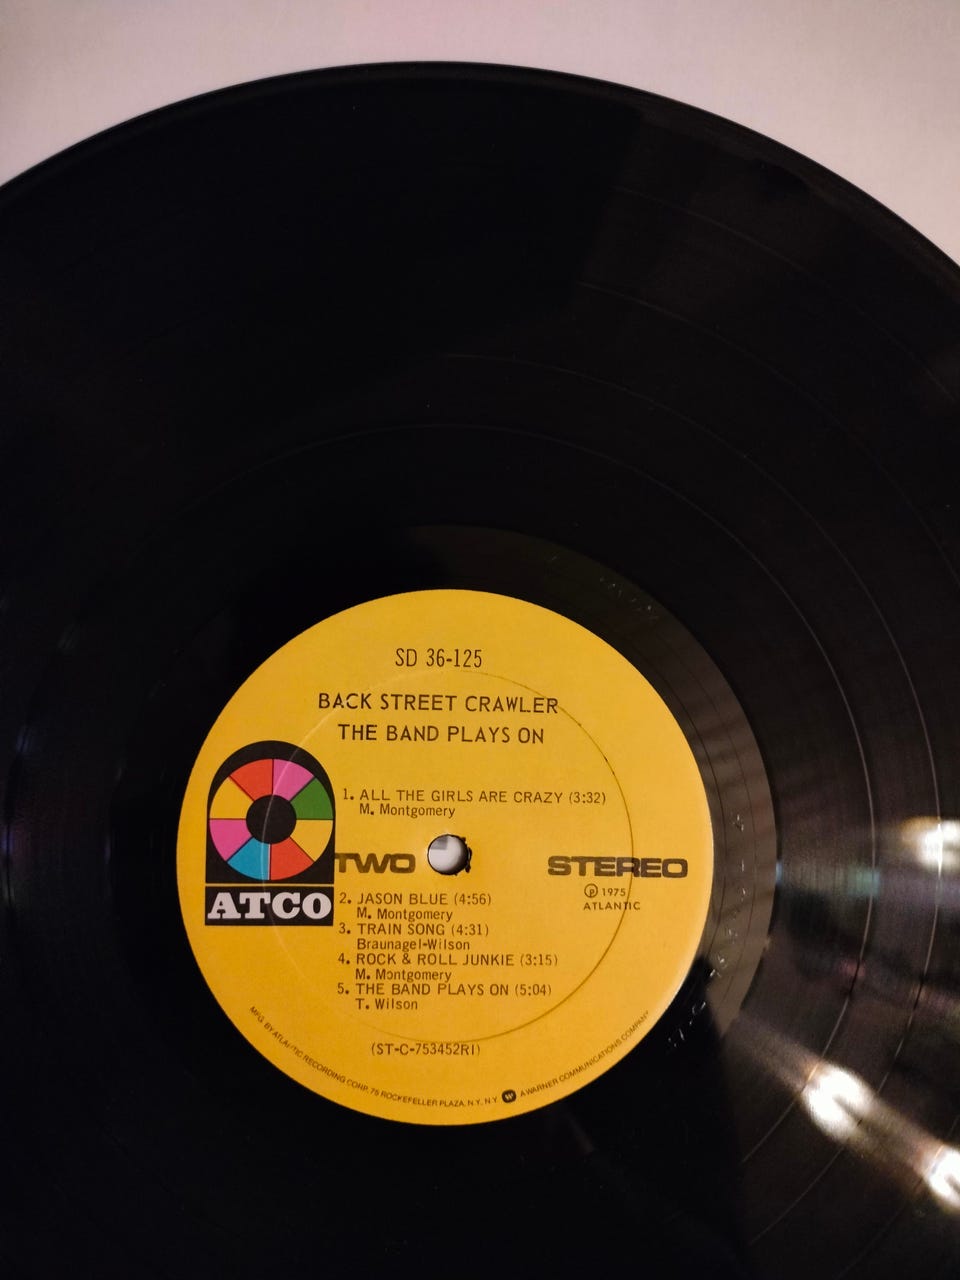 SD 36-125
BACK STREET CRAWLER
THE BAND PLAYS ON
1. ALL THE GIRLS ARE CRAZY (3:32)
M. Montgomery
TWO
STEREO
Ⓟ 1975
ATLANTIC
ATCO
2. JASON BLUE (4:56)
M. Montgomery
3. TRAIN SONG (4:31)
Braunagel-Wilson
4. ROCK & ROLL JUNKIE (3:15)
M. Montgomery
5. THE BAND PLAYS ON (5:04)
T. Wilson
(ST-C-753452RI)
MFG. BY ATLANTIC RECORDING CORP. 75 ROCKEFELLER PLAZA, N.Y. N.Y. W A WARNER COMMUNICATIONS COMPANY